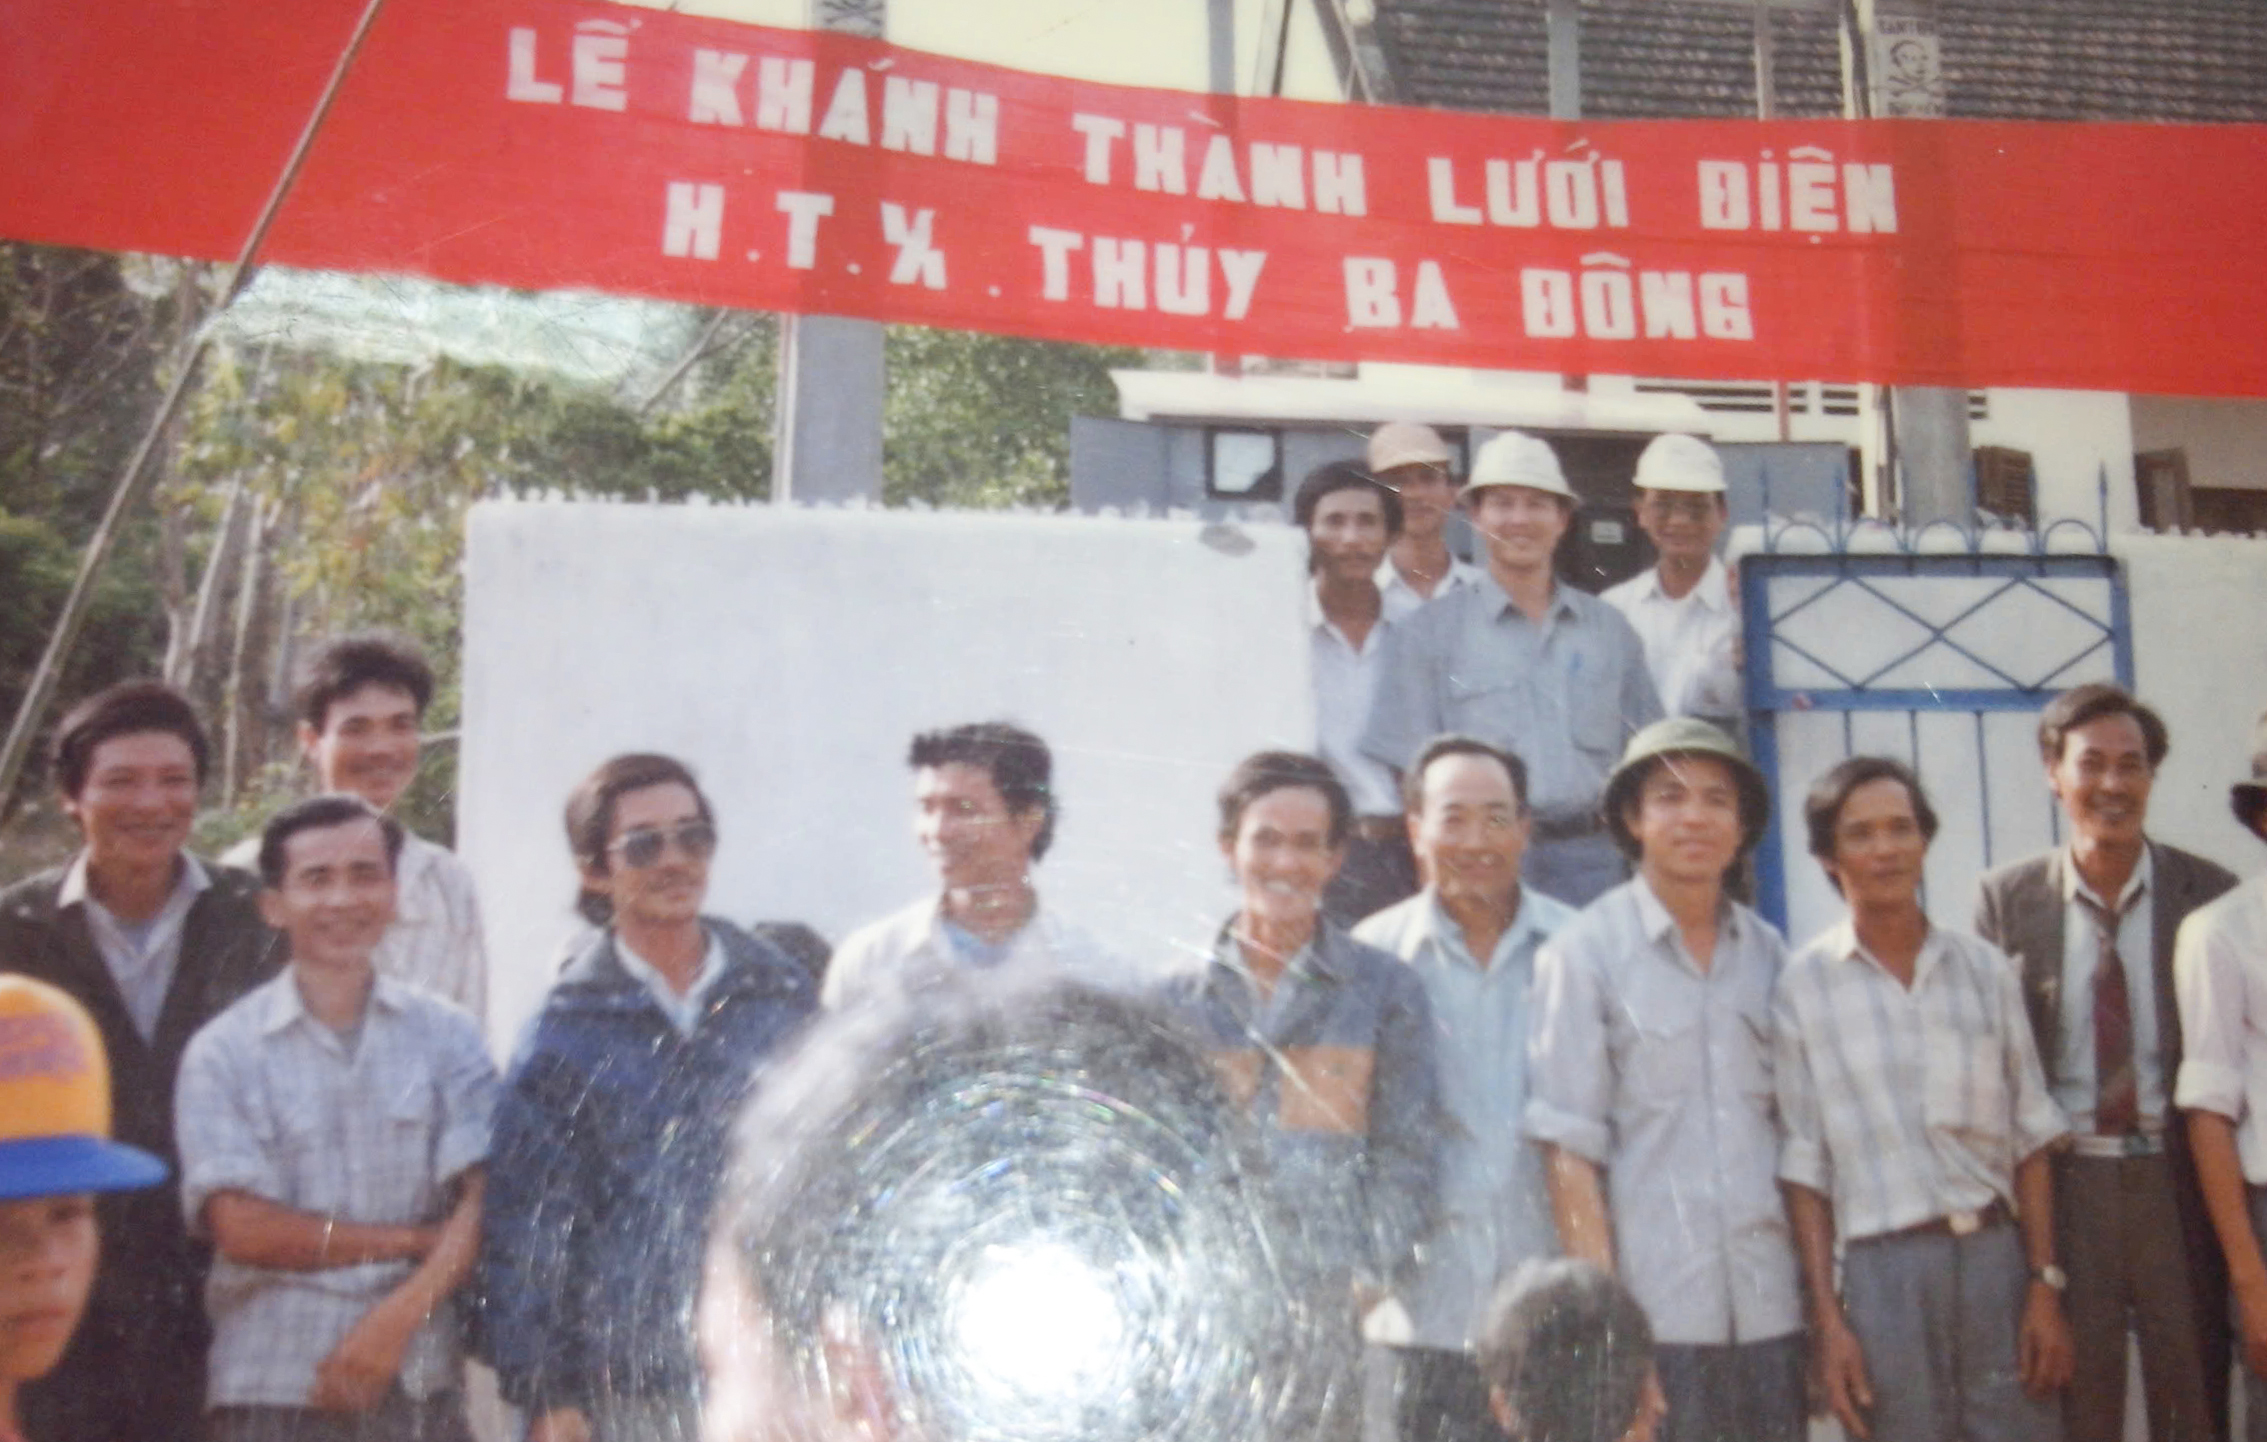 LỄ KHÁNH THÀNH LƯỚI ĐIỆN
H.T.X. THỦY BA ĐÔNG